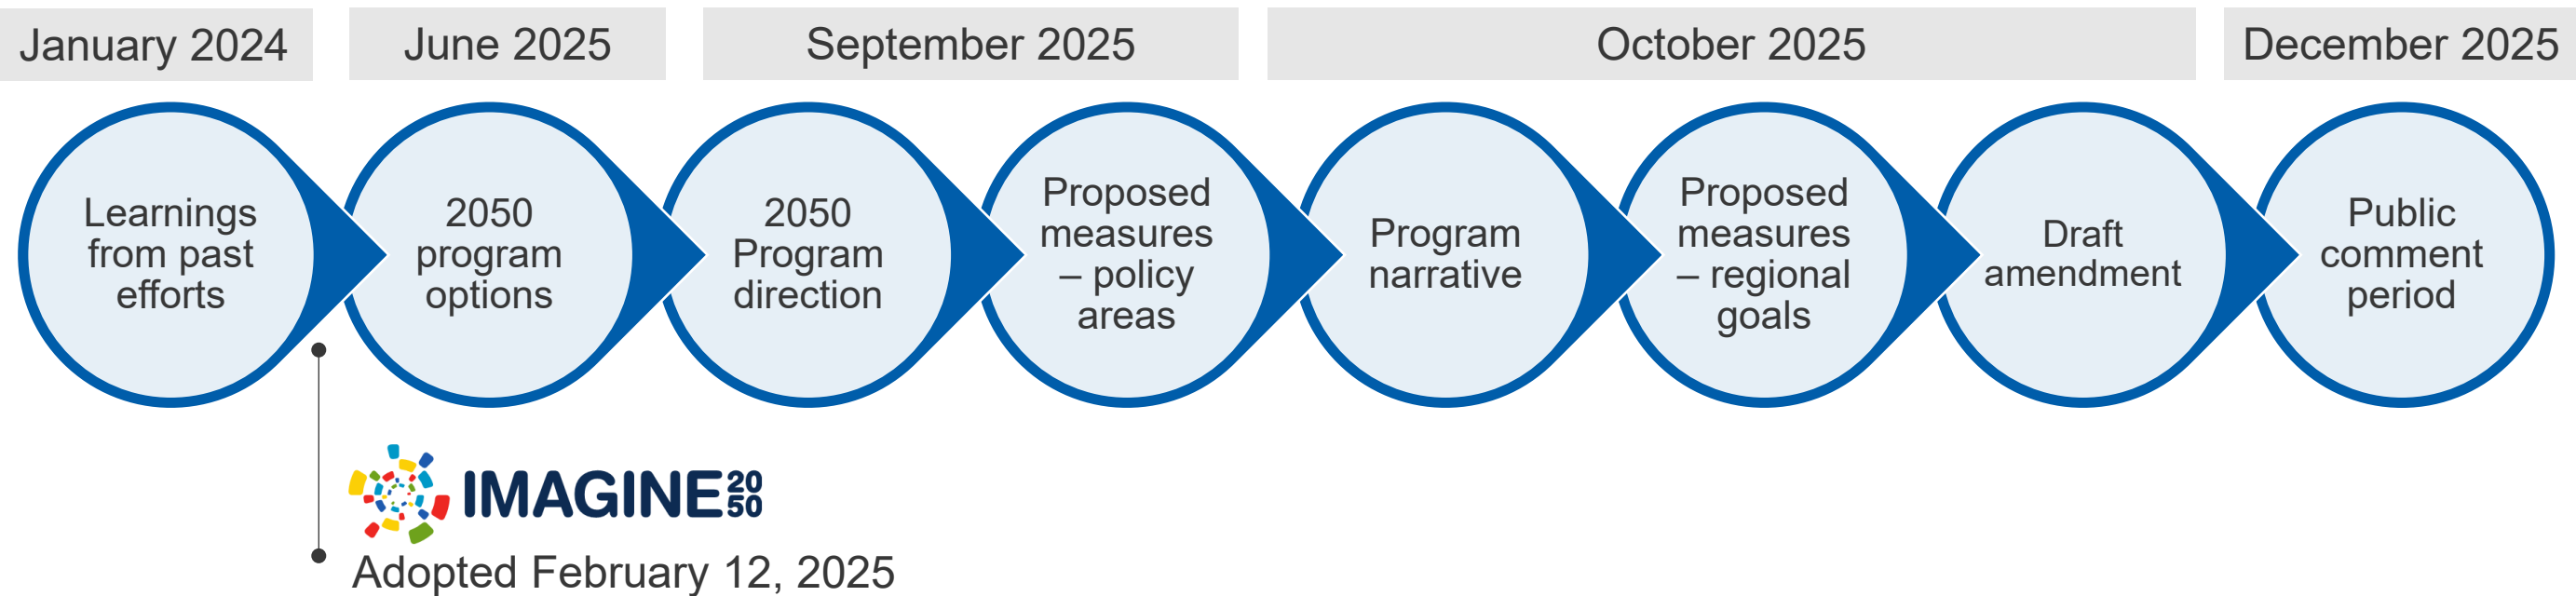 January 2024
June 2025
September 2025
October 2025
December 2025
Learnings
from past
efforts
2050
program
options
2050
Program
direction
Proposed
measures
– policy
areas
Program
narrative
Proposed
measures
– regional
goals
Draft
amendment
Public
comment
period
IMAGINE 2050
Adopted February 12, 2025